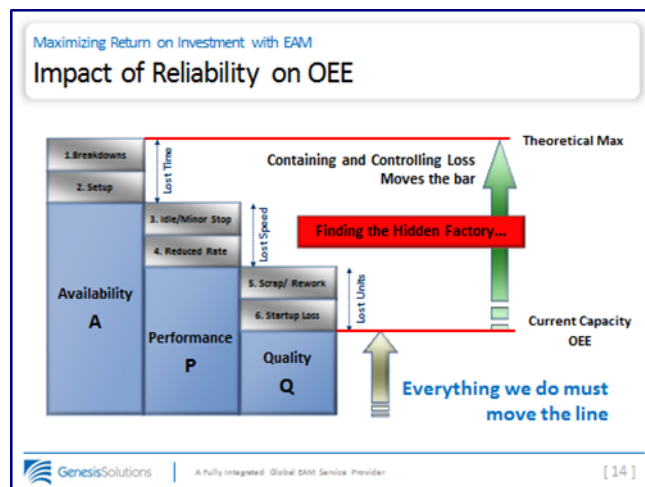 Maximizing Return on Investment with EAM
Impact of Reliability on OEE
1.Breakdowns
2. Setup
Lost Time
3. Idle/Minor Stop
4. Reduced Rate
Lost Speed
5. Scrap/ Rework
6. Startup Loss
Lost Units
Availability
A
Performance
P
Quality
Q
Theoretical Max
Containing and Controlling Loss
Moves the bar
Finding the Hidden Factory...
Current Capacity
OEE
Everything we do must
move the line
GenesisSolutions
A Fully Integrated Global EAM Service Provider
[ 14 ]